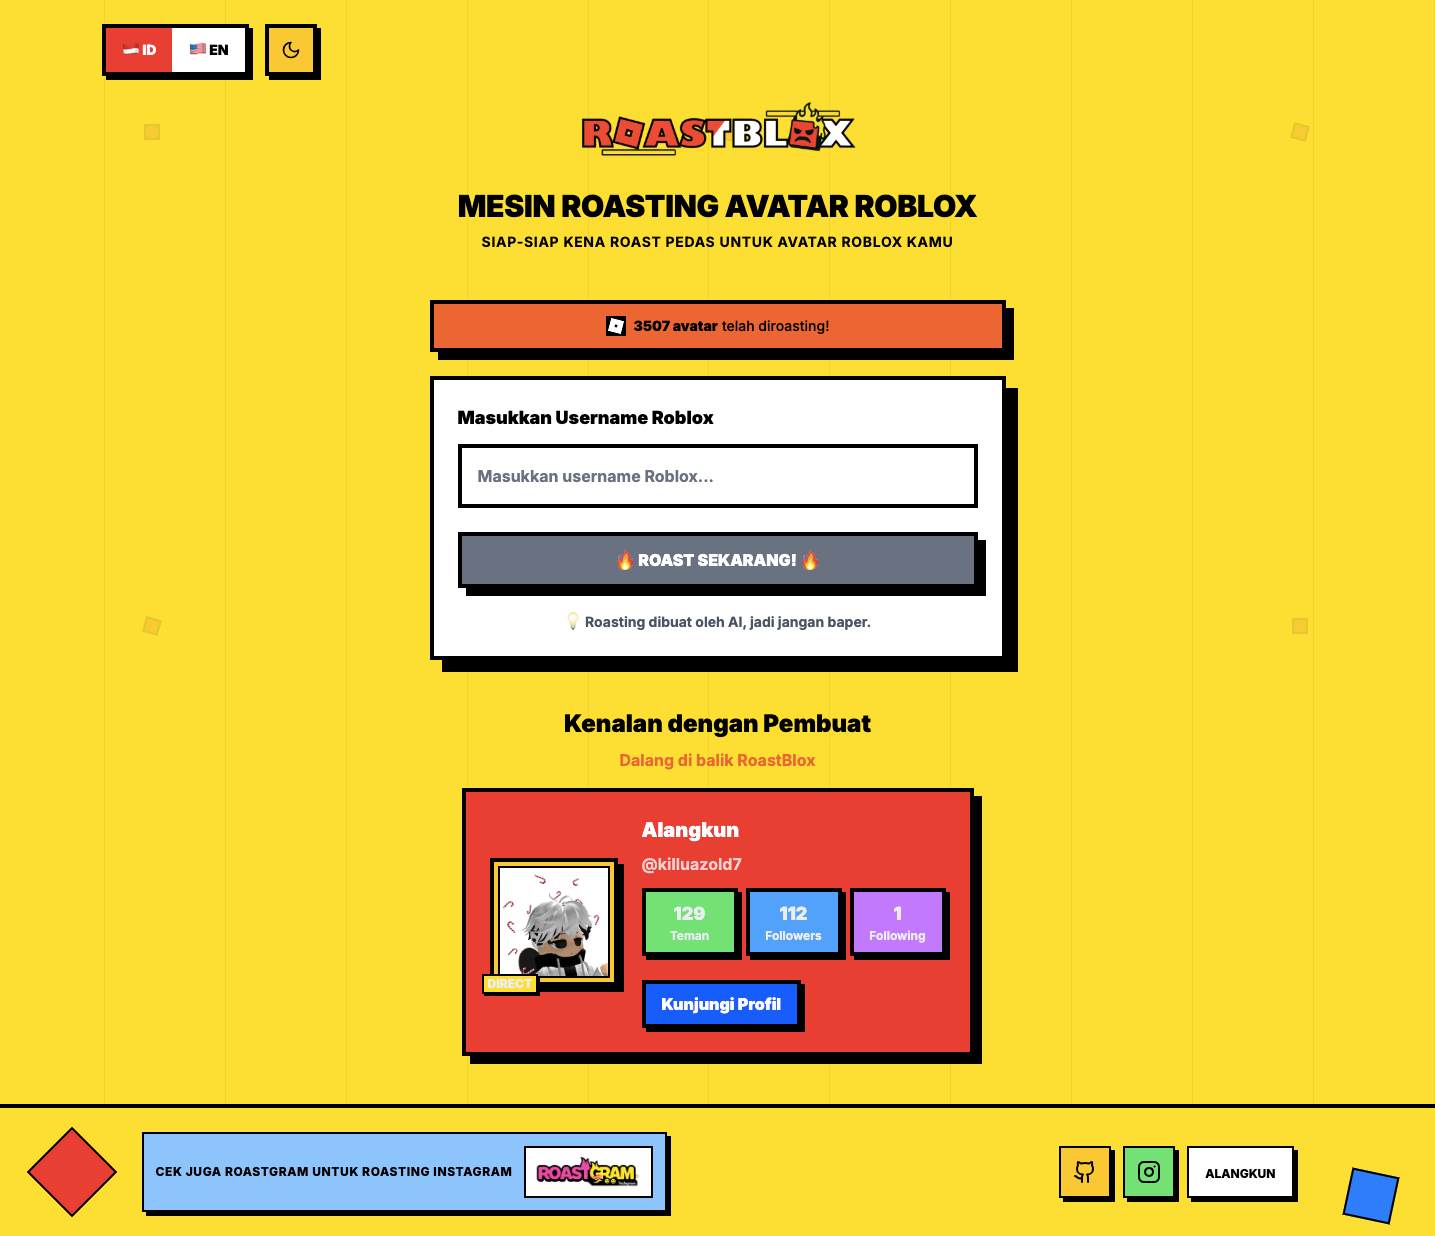 ID
EN
ROASTBLOX
MESIN ROASTING AVATAR ROBLOX
SIAP-SIAP KENA ROAST PEDAS UNTUK AVATAR ROBLOX KAMU
3507 avatar telah diroasting!
Masukkan Username Roblox
Masukkan username Roblox...
🔥 ROAST SEKARANG! 🔥
💡 Roasting dibuat oleh AI, jadi jangan baper.
Kenalan dengan Pembuat
Dalang di balik RoastBlox
Alangkun
@killuazold7
129
Teman
112
Followers
1
Following
DIRECT
Kunjungi Profil
CEK JUGA ROASTGRAM UNTUK ROASTING INSTAGRAM
ROASTGRAM
ALANGKUN